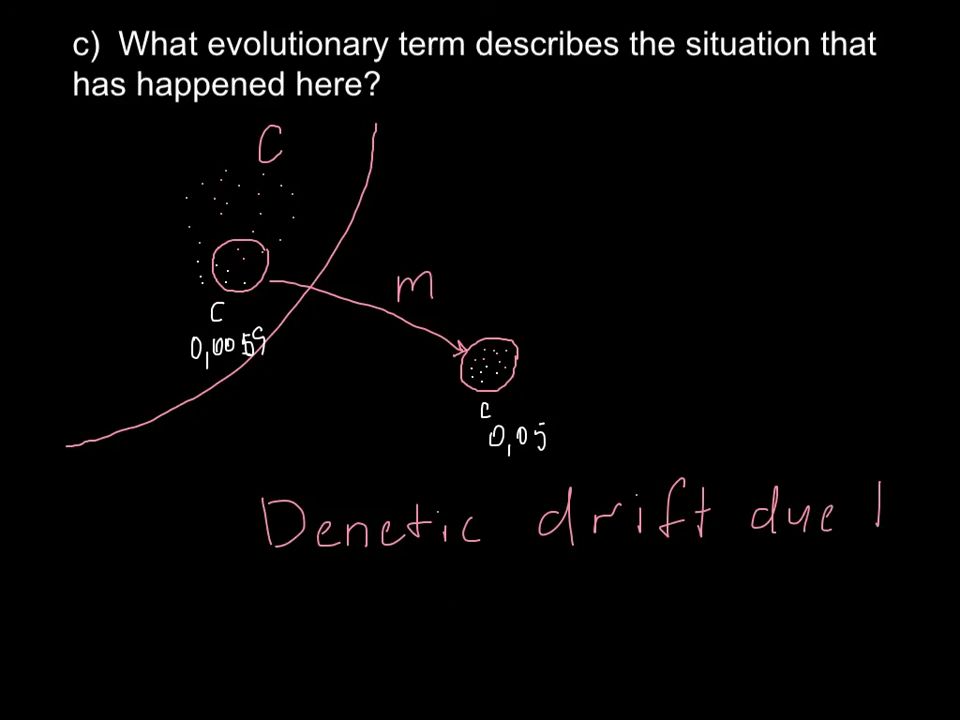 c) What evolutionary term describes the situation that
has happened here?
C
m
C
c
0,05
Denetic drift due